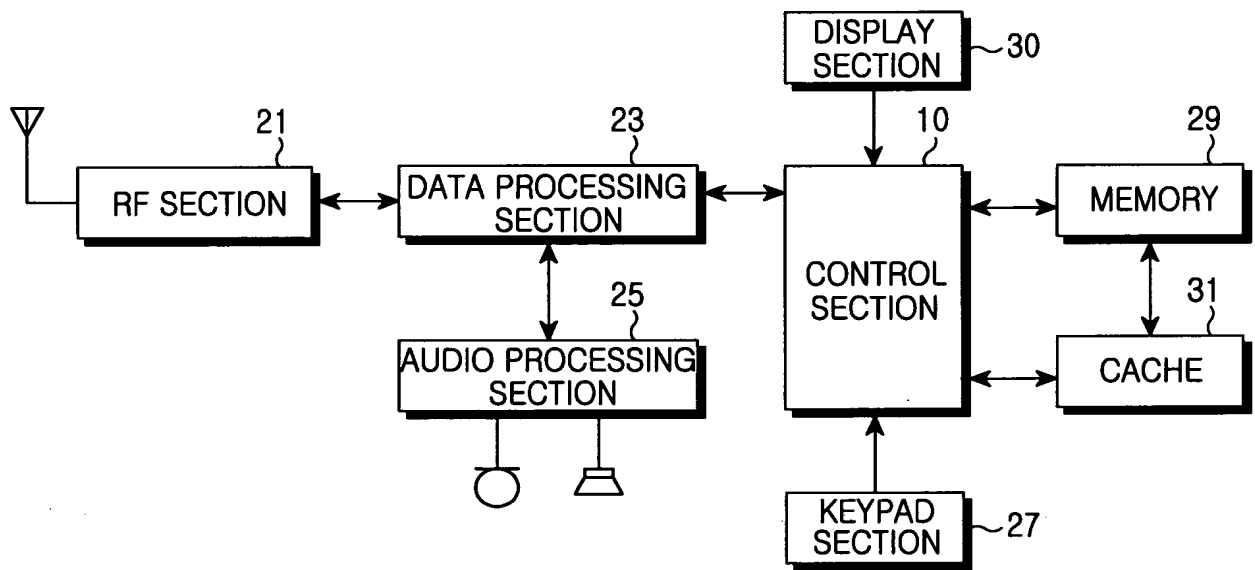 DISPLAY
SECTION
30
21
23
10
29
RF SECTION
DATA PROCESSING
SECTION
MEMORY
CONTROL
SECTION
25
31
AUDIO PROCESSING
SECTION
CACHE
KEYPAD
SECTION
27